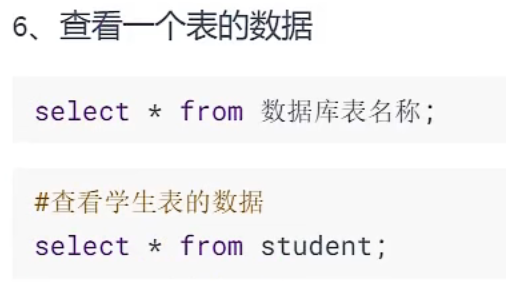 6、查看一个表的数据
select * from 数据库表名称;
#查看学生表的数据
select * from student;